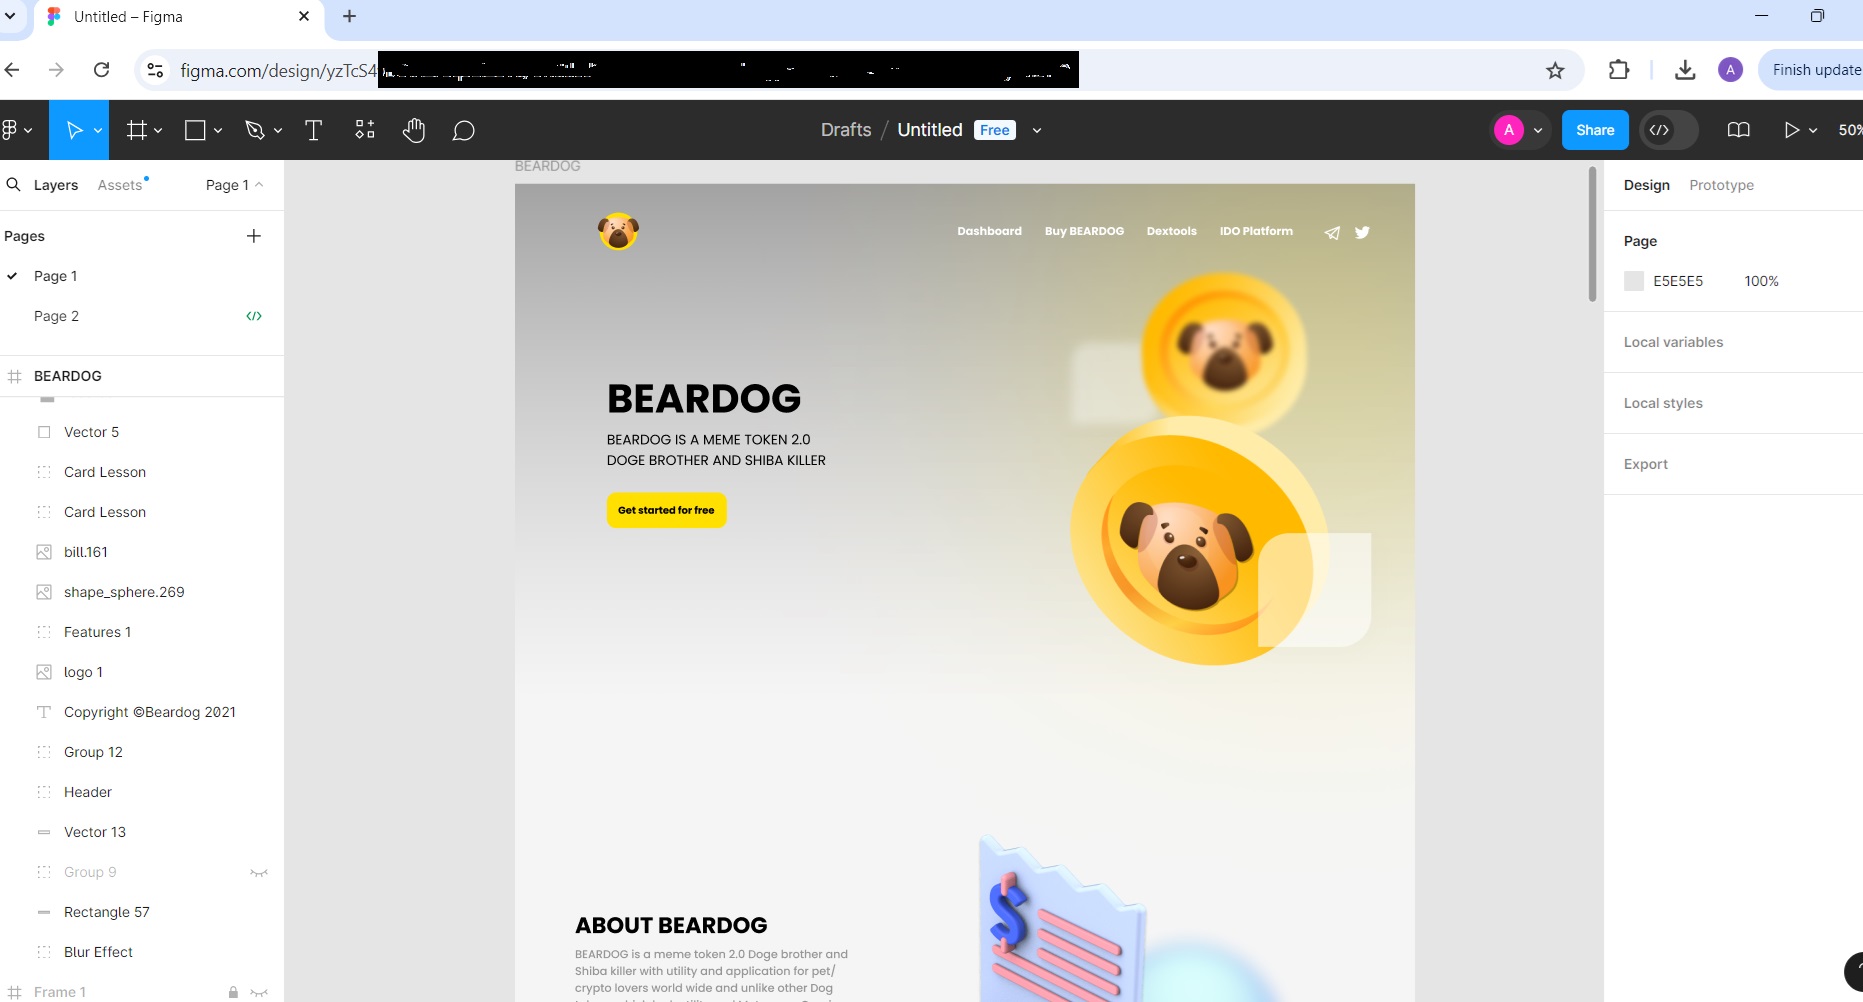 Untitled – Figma
figma.com/design/yzTcS4
A
Finish update
Drafts / Untitled Free
A
Share
50%
Layers Assets Page 1
Pages
Page 1
Page 2
BEARDOG
Vector 5
Card Lesson
Card Lesson
bill.161
shape_sphere.269
Features 1
logo 1
Copyright ©Beardog 2021
Group 12
Header
Vector 13
Group 9
Rectangle 57
Blur Effect
Frame 1
BEARDOG
Dashboard Buy BEARDOG Dextools IDO Platform
BEARDOG
BEARDOG IS A MEME TOKEN 2.0
DOGE BROTHER AND SHIBA KILLER
Get started for free
ABOUT BEARDOG
BEARDOG is a meme token 2.0 Doge brother and
Shiba killer with utility and application for pet/
crypto lovers world wide and unlike other Dog
Design Prototype
Page
E5E5E5 100%
Local variables
Local styles
Export